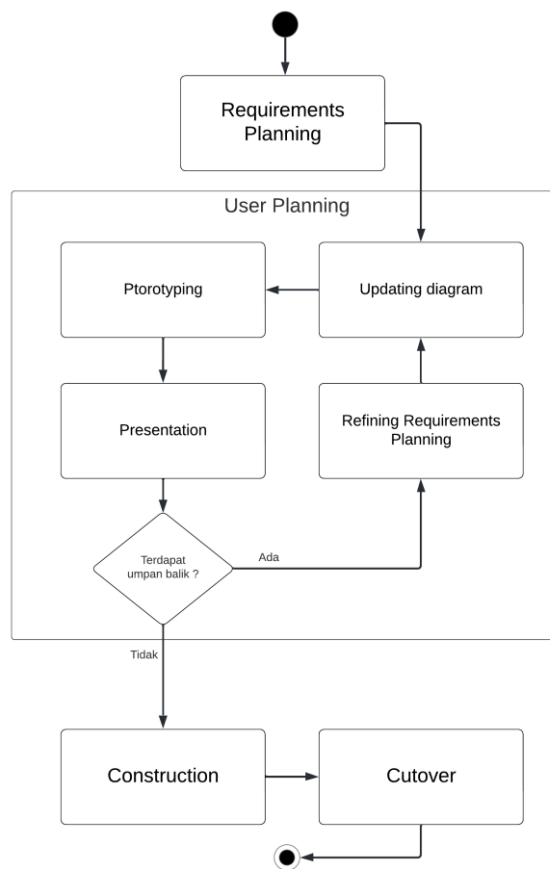 Requirements
Planning
User Planning
Ptorotyping
Updating diagram
Presentation
Refining Requirements
Planning
Terdapat
umpan balik ?
Ada
Tidak
Construction
Cutover